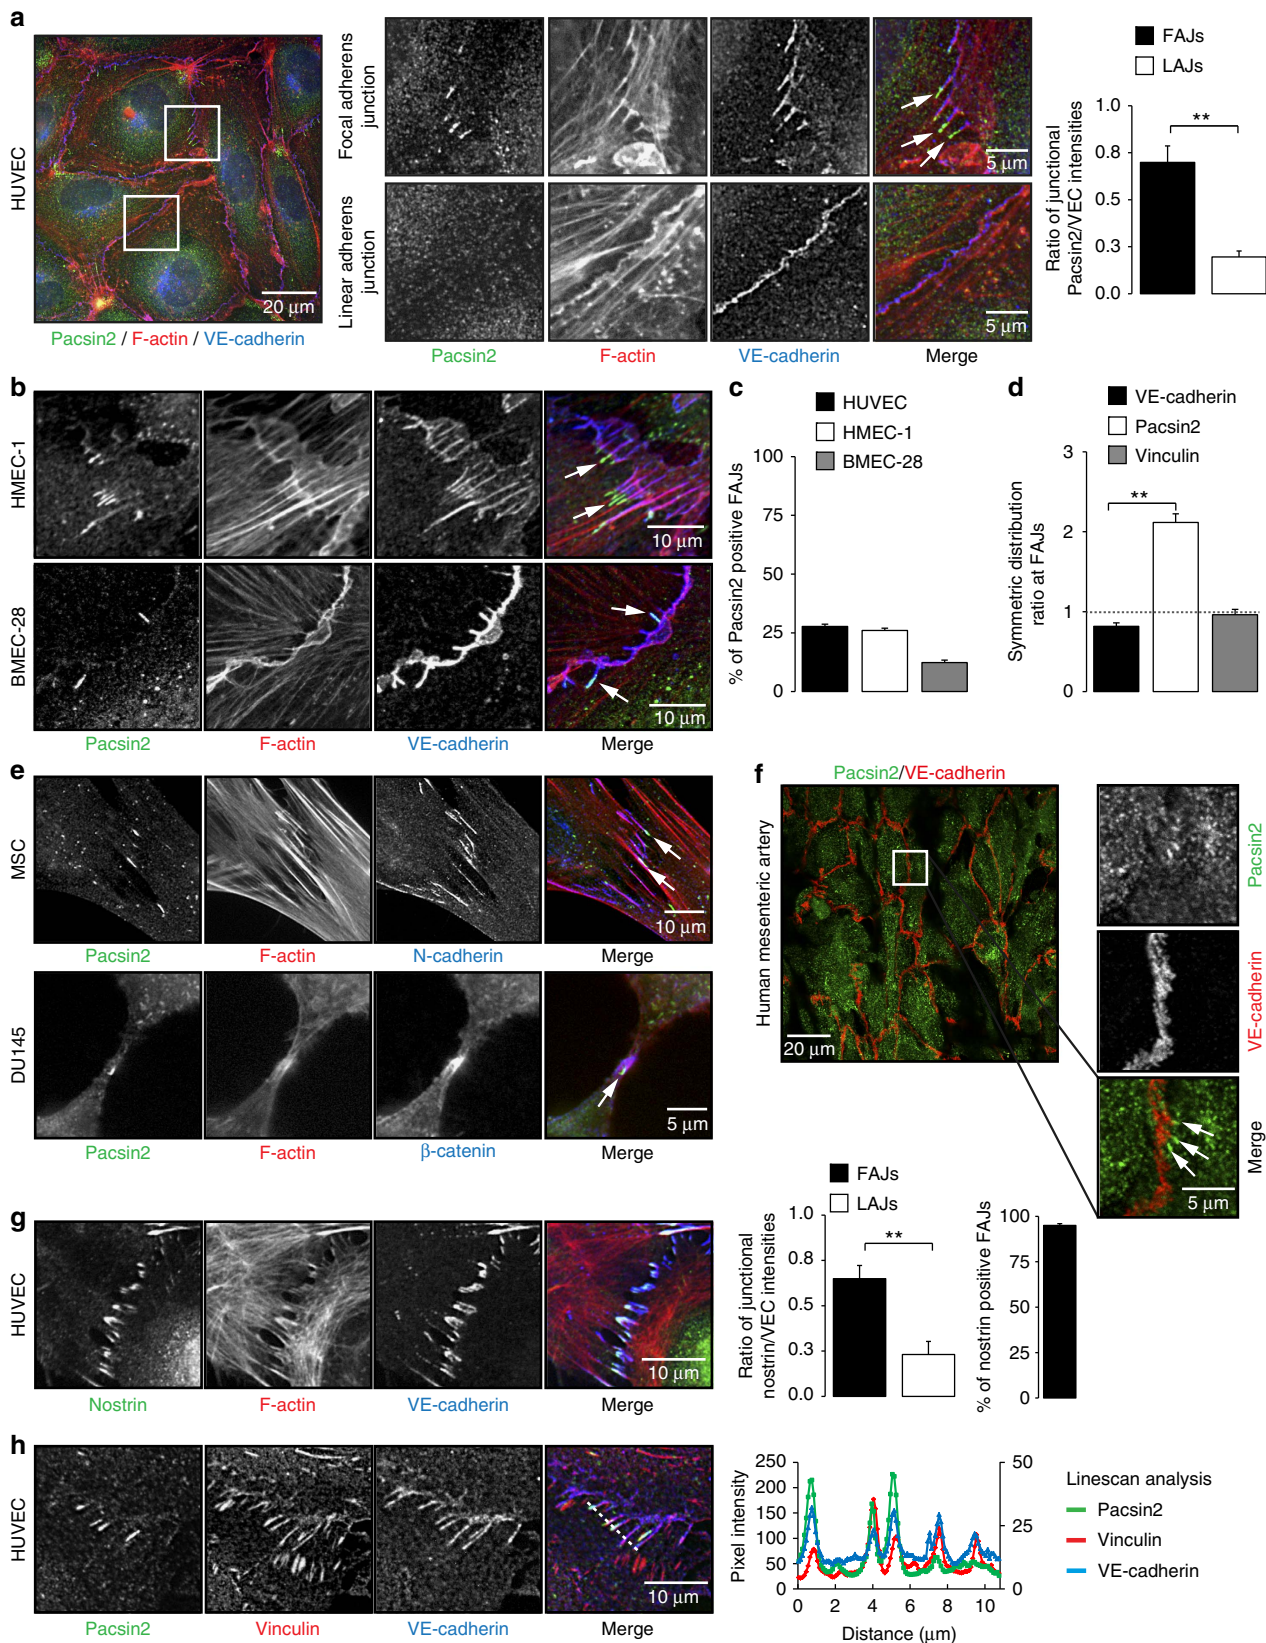 a
HUVEC
20 μm
Pacsin2 / F-actin / VE-cadherin
Focal adherens
junction
Linear adherens
junction
5 μm
5 μm
Pacsin2
F-actin
VE-cadherin
Merge
FAJs
LAJs
**
Ratio of junctional
Pacsin2/VEC intensities
1.0
0.8
0.5
0.3
0.0
b
HMEC-1
10 μm
BMEC-28
10 μm
Pacsin2
F-actin
VE-cadherin
Merge
c
HUVEC
HMEC-1
BMEC-28
% of Pacsin2 positive FAJs
100
75
50
25
0
d
VE-cadherin
Pacsin2
Vinculin
**
Symmetric distribution
ratio at FAJs
3
2
1
0
e
MSC
10 μm
Pacsin2
F-actin
N-cadherin
Merge
DU145
5 μm
Pacsin2
F-actin
β-catenin
Merge
f
Pacsin2/VE-cadherin
Human mesenteric artery
20 μm
Pacsin2
VE-cadherin
Merge
5 μm
g
HUVEC
10 μm
Nostrin
F-actin
VE-cadherin
Merge
FAJs
LAJs
**
Ratio of junctional
nostrin/VEC intensities
1.0
0.8
0.5
0.3
0.0
% of nostrin positive FAJs
100
75
50
25
0
h
HUVEC
10 μm
Pacsin2
Vinculin
VE-cadherin
Merge
Pixel intensity
250
200
150
100
50
0
50
25
0
0 2 4 6 8 10
Distance (μm)
Linescan analysis
Pacsin2
Vinculin
VE-cadherin